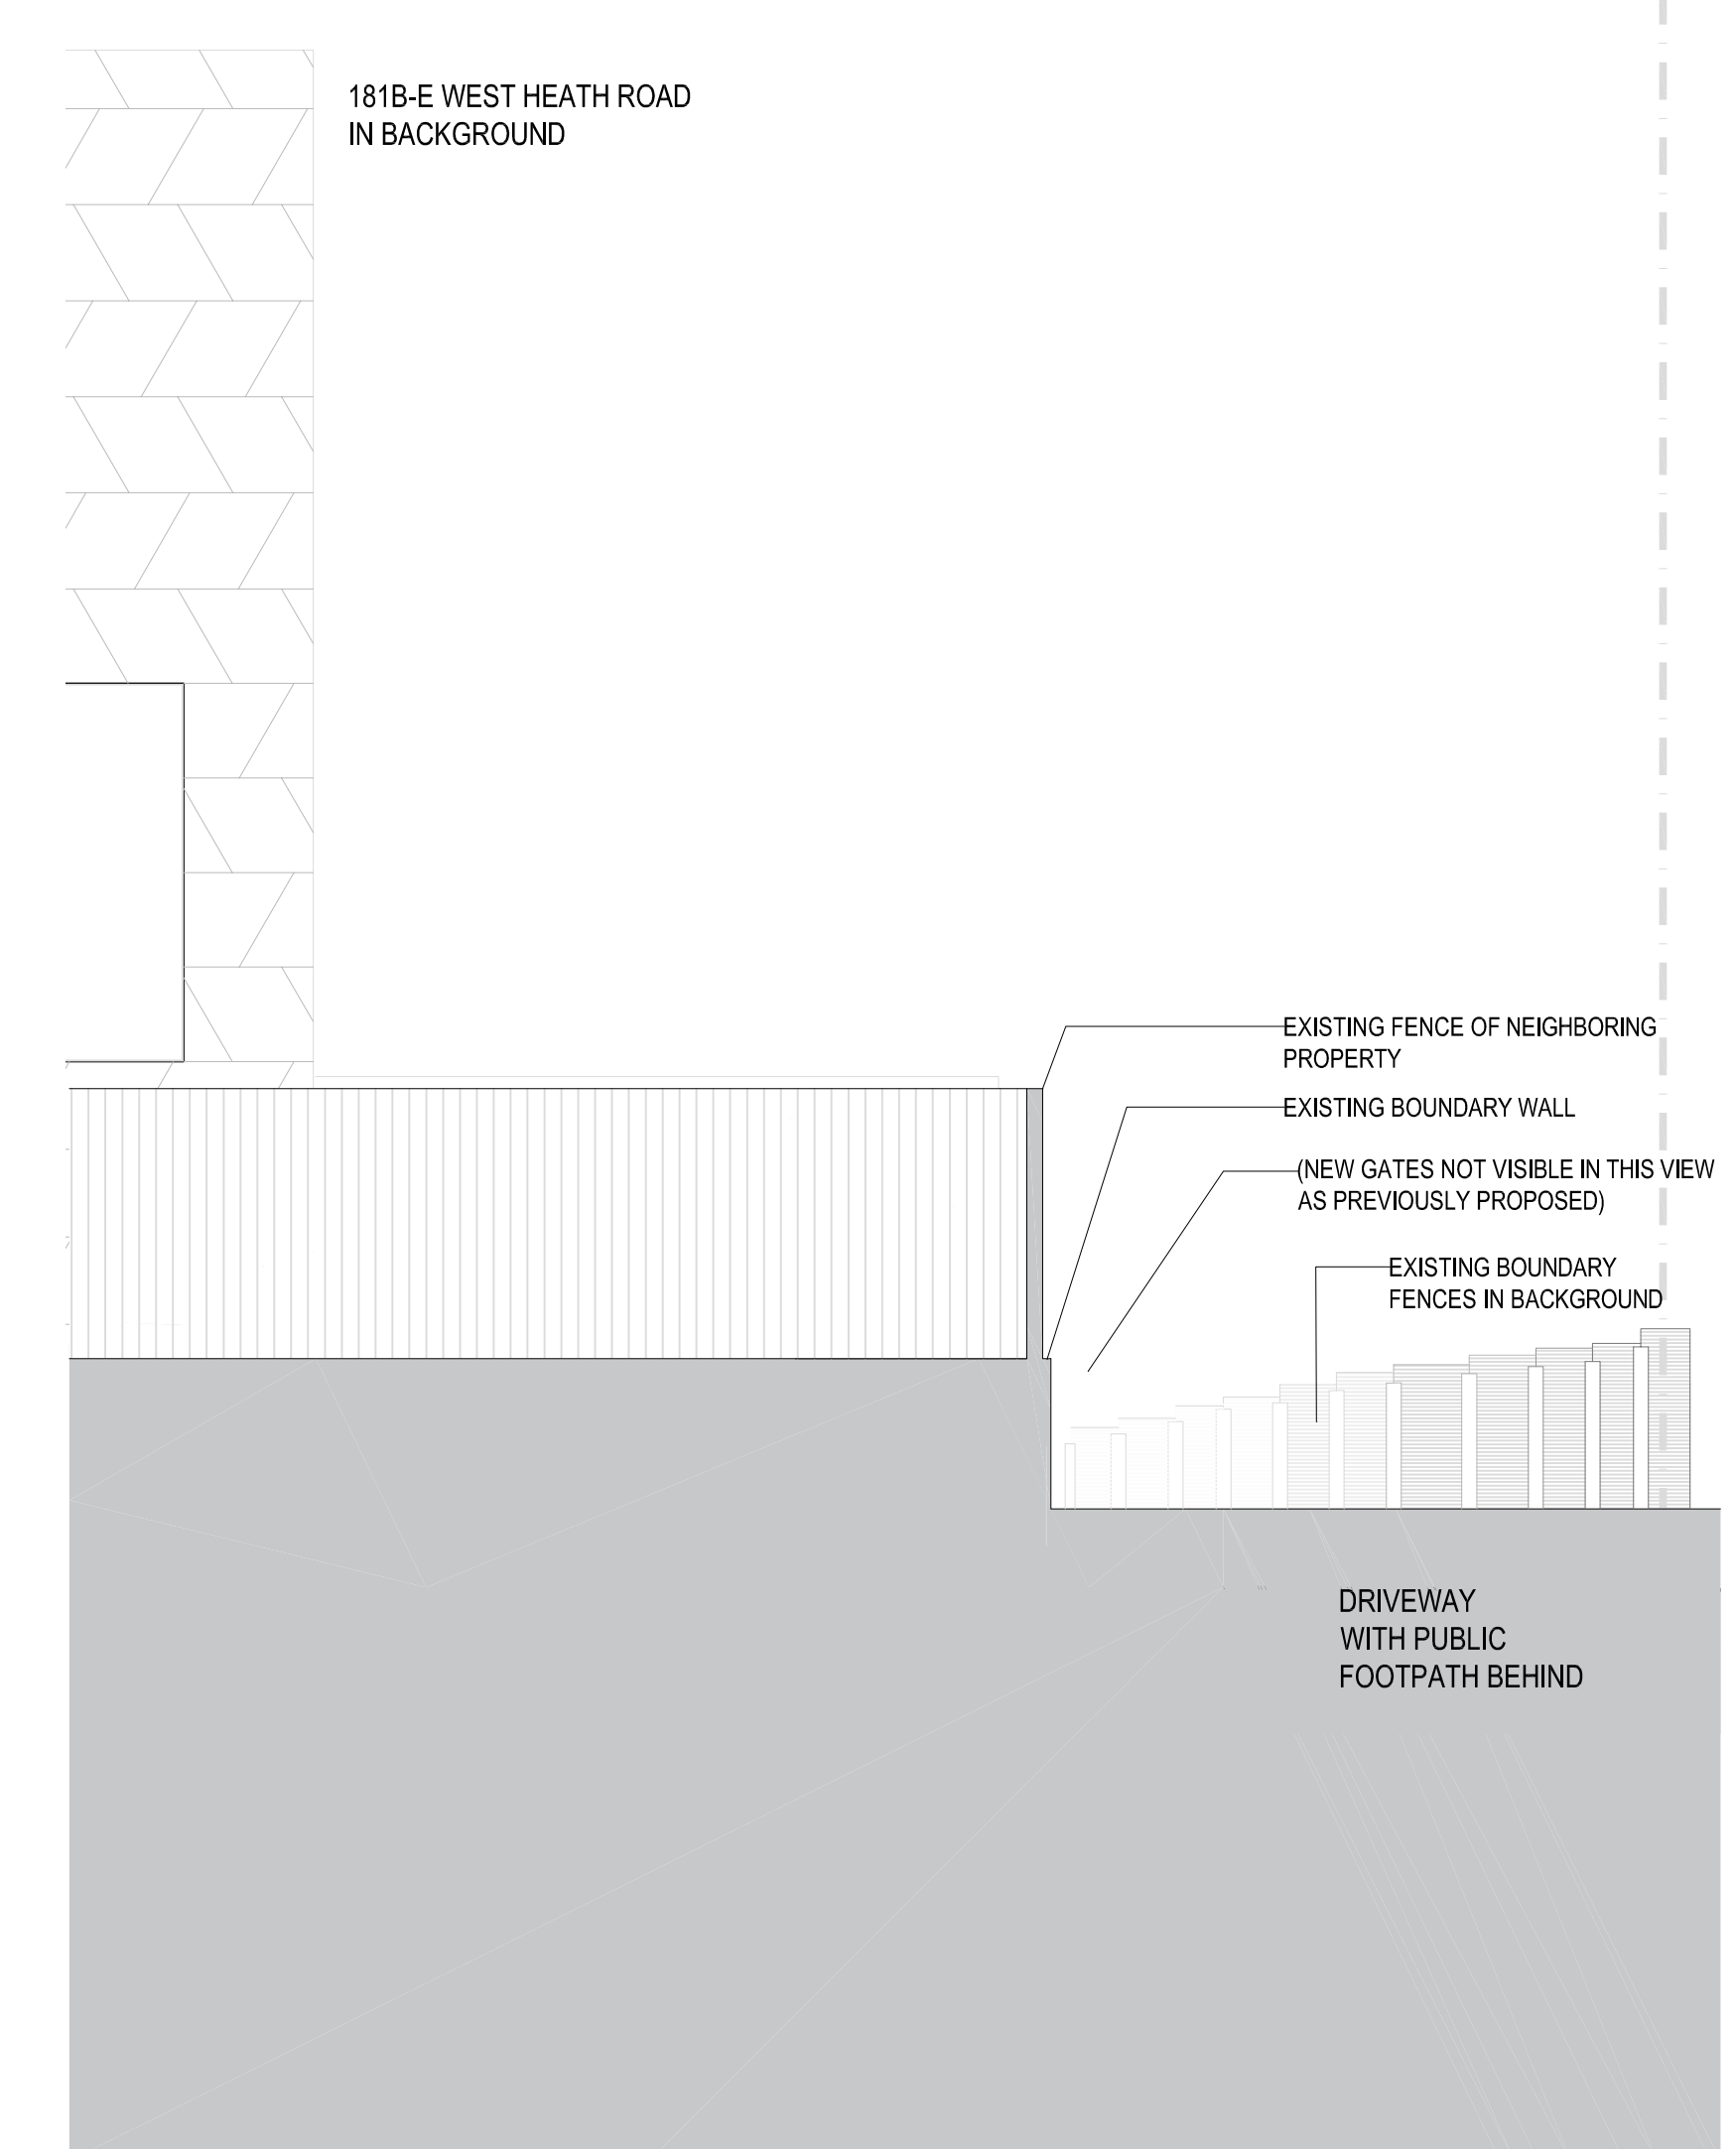 181B-E WEST HEATH ROAD
IN BACKGROUND
EXISTING FENCE OF NEIGHBORING
PROPERTY
EXISTING BOUNDARY WALL
(NEW GATES NOT VISIBLE IN THIS VIEW
AS PREVIOUSLY PROPOSED)
EXISTING BOUNDARY
FENCES IN BACKGROUND
DRIVEWAY
WITH PUBLIC
FOOTPATH BEHIND